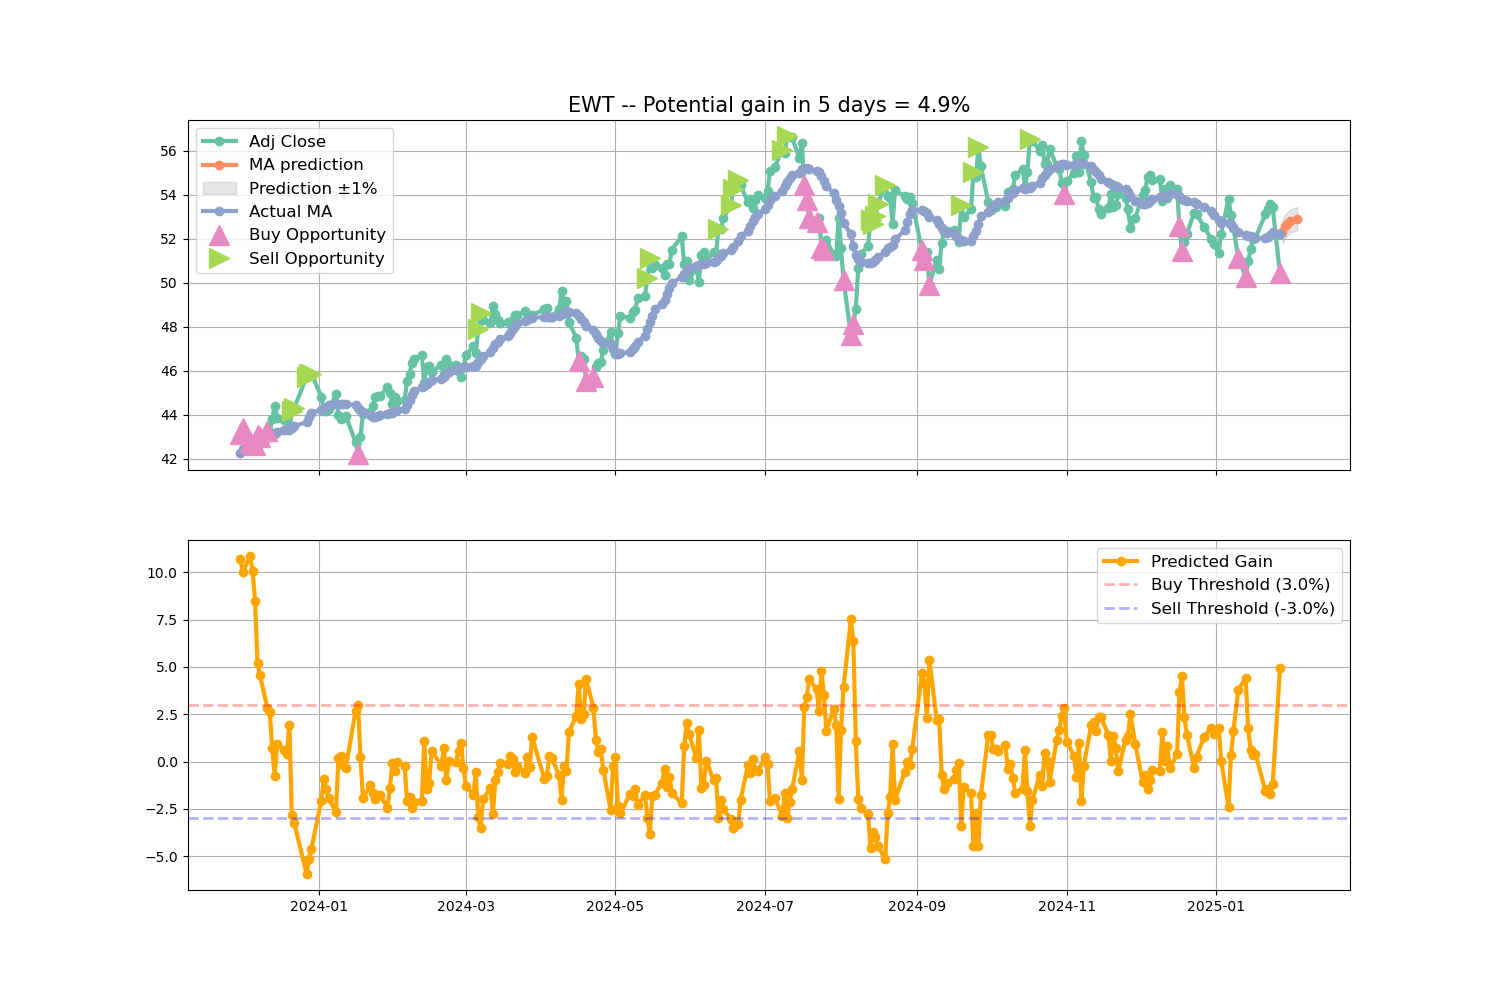 EWT -- Potential gain in 5 days = 4.9%
Adj Close
MA prediction
Prediction ±1%
Actual MA
Buy Opportunity
Sell Opportunity
56
54
52
50
48
46
44
42
Predicted Gain
Buy Threshold (3.0%)
Sell Threshold (-3.0%)
10.0
7.5
5.0
2.5
0.0
−2.5
−5.0
2024-01 2024-03 2024-05 2024-07 2024-09 2024-11 2025-01